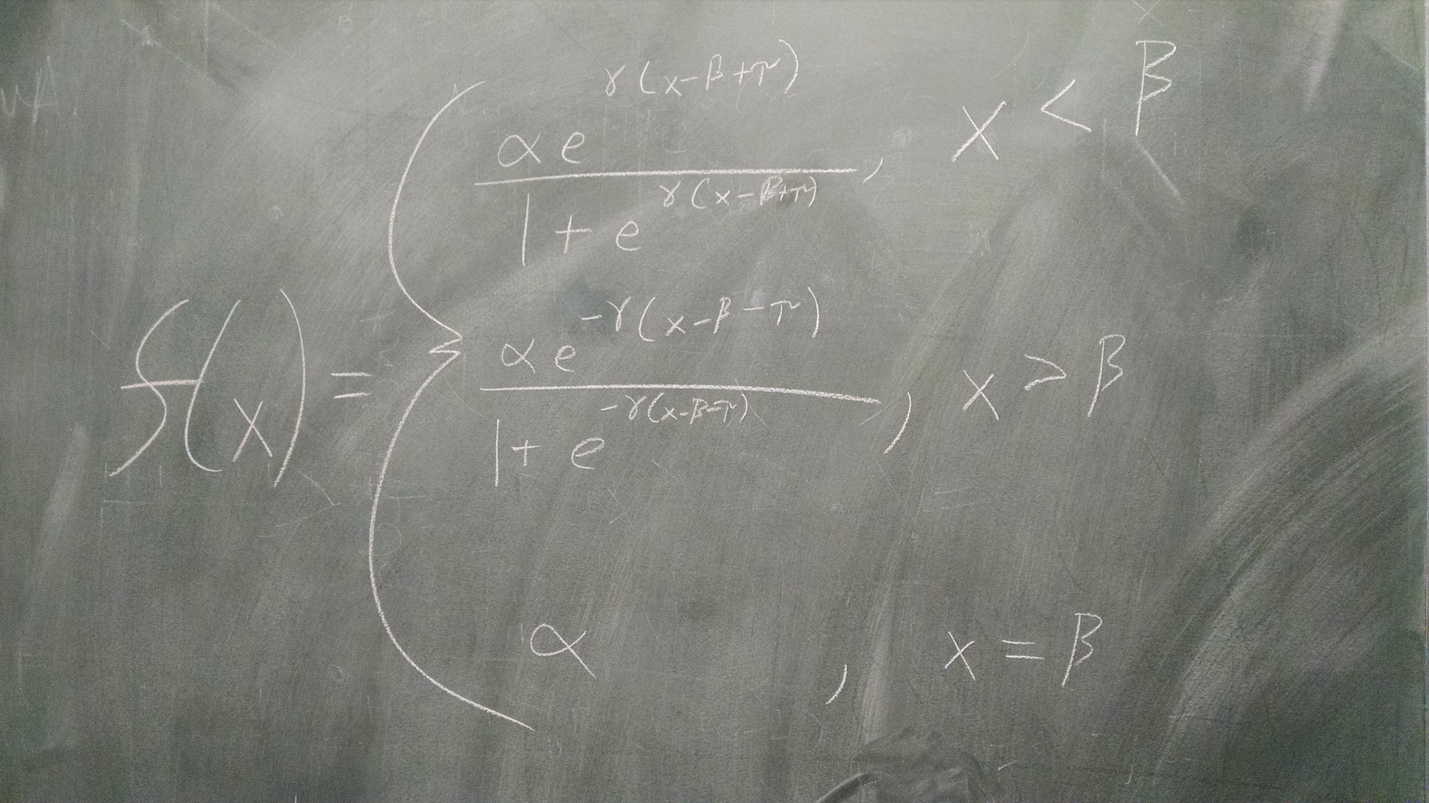 f(x) = { αe^{γ(x-β+π)} / (1+e^{γ(x-β+π)}), x < β
αe^{-γ(x-β-π)} / (1+e^{-γ(x-β-π)}), x > β
α, x = β